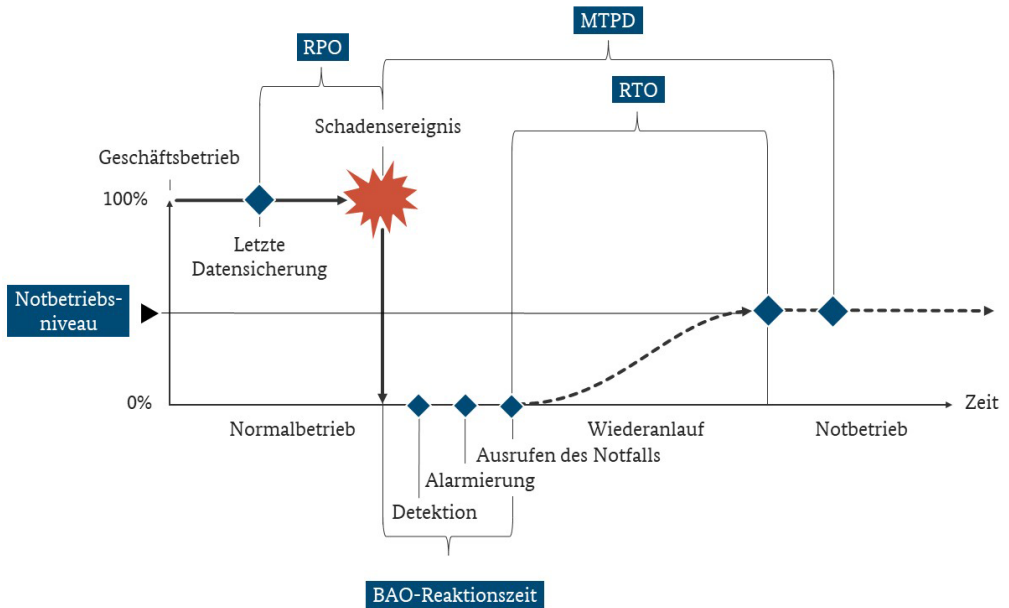 MTPD
RPO
RTO
Schadensereignis
Geschäftsbetrieb
100%
Letzte
Datensicherung
Notbetriebs-
niveau
0%
Zeit
Normalbetrieb
Wiederanlauf
Notbetrieb
Ausrufen des Notfalls
Alarmierung
Detektion
BAO-Reaktionszeit